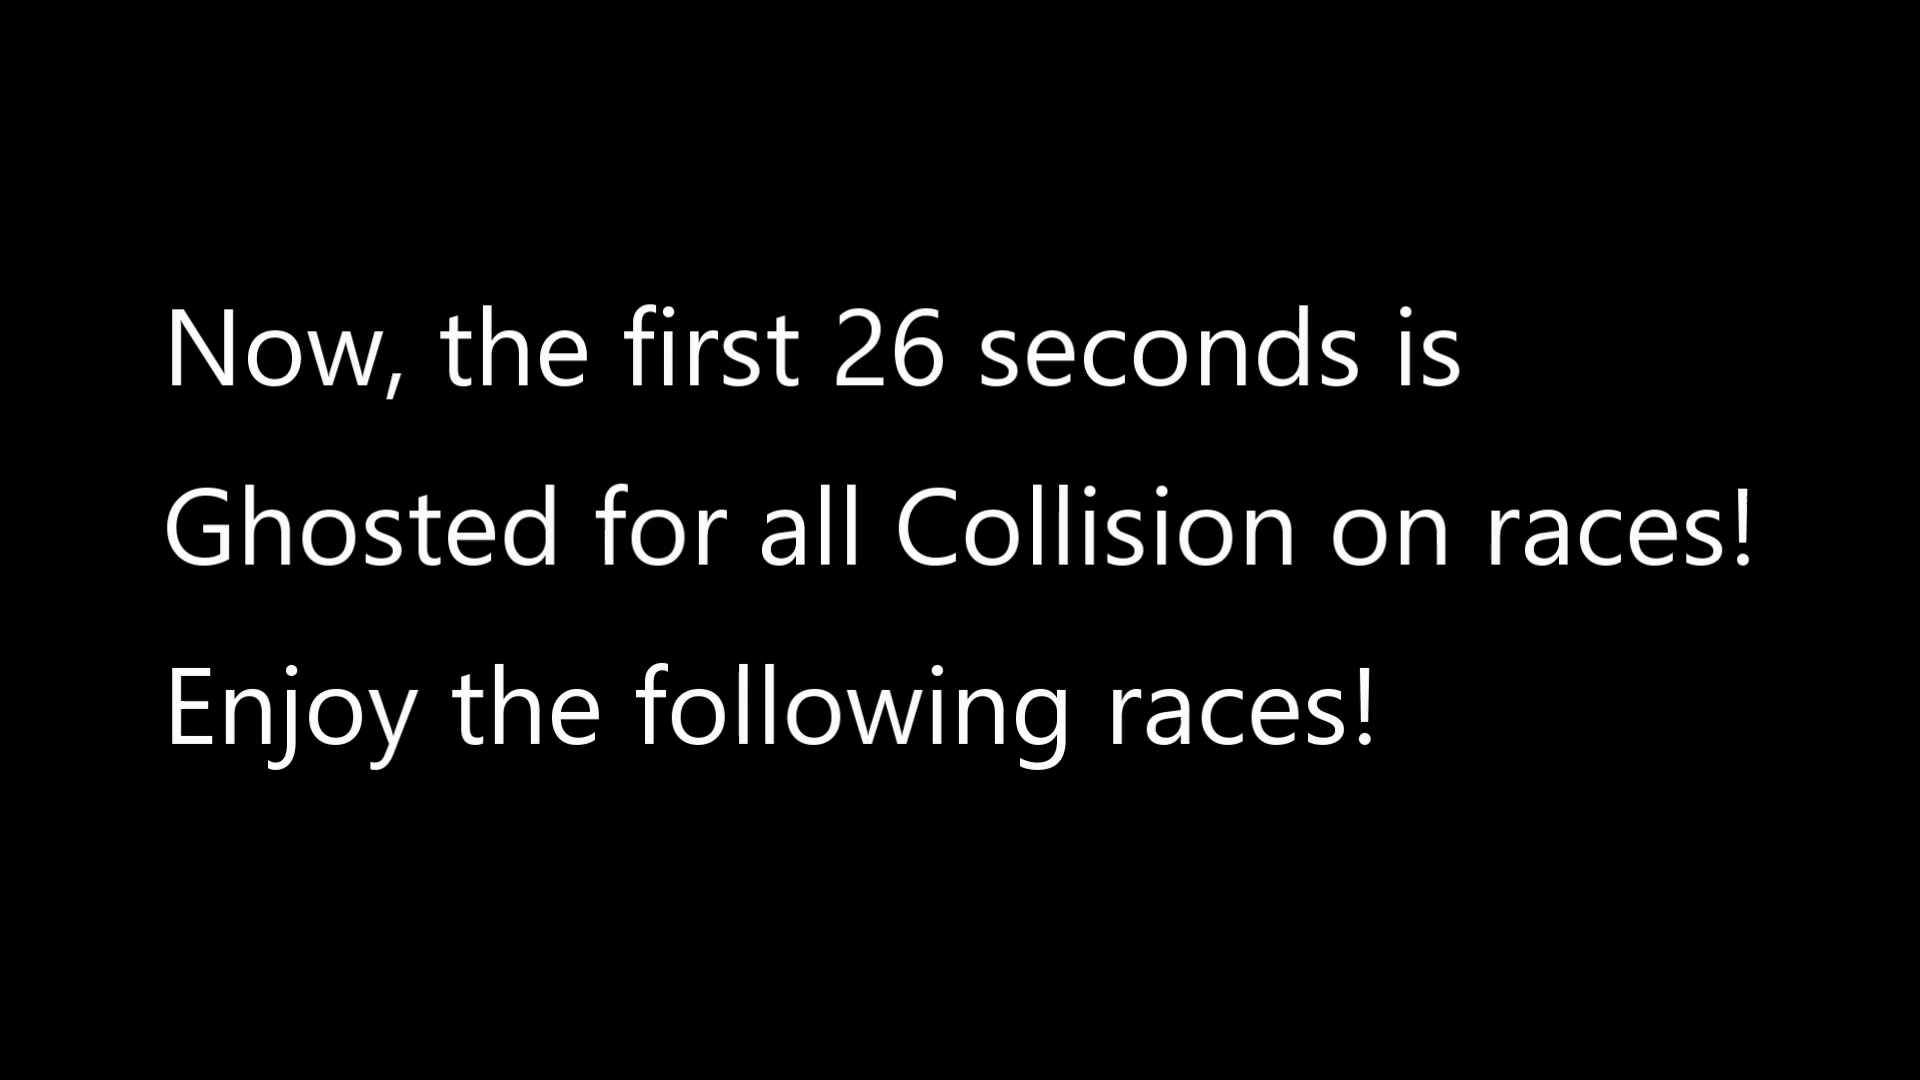 Now, the first 26 seconds is
Ghosted for all Collision on races!
Enjoy the following races!